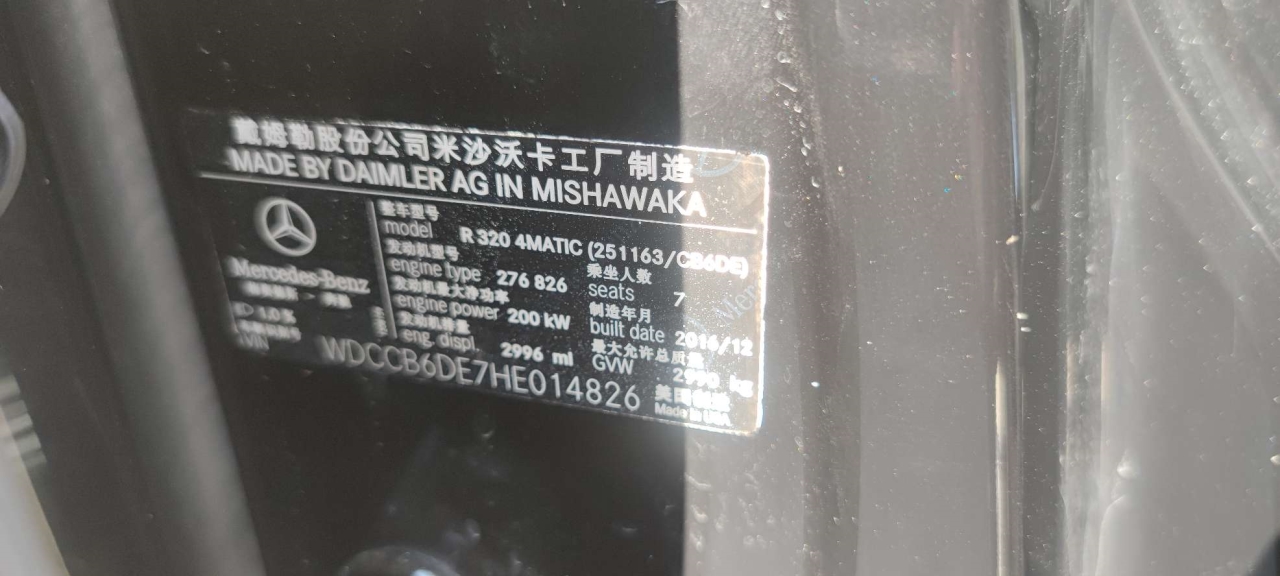 戴姆勒股份公司米沙沃卡工厂制造
MADE BY DAIMLER AG IN MISHAWAKA
Mercedes-Benz
整车型号
model R 320 4MATIC (251163/CB6DE)
发动机型号
engine type 276 826
乘坐人数
seats 7
发动机最大净功率
engine power 200 kW
制造年月
built date 2016/12
发动机排量
eng. displ. 2996 ml
最大允许总质量
GVW 2990 kg
VIN
WDCCB6DE7HE014826
美国制造
Made in USA